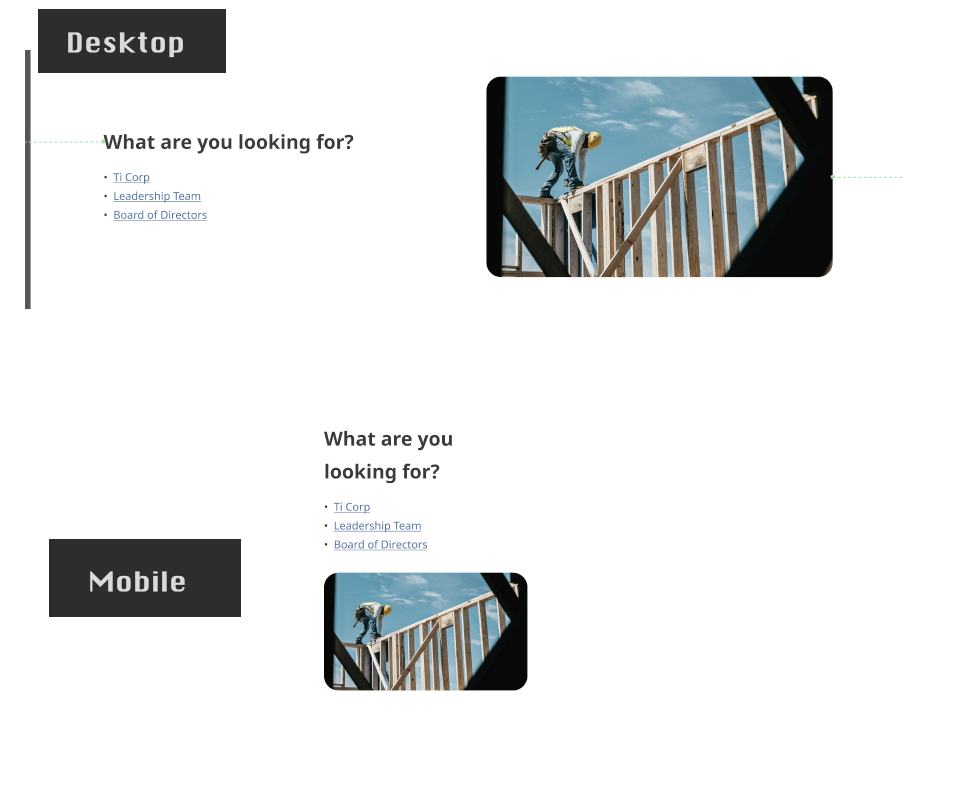 Desktop
What are you looking for?
• Ti Corp
• Leadership Team
• Board of Directors
What are you
looking for?
• Ti Corp
• Leadership Team
• Board of Directors
Mobile